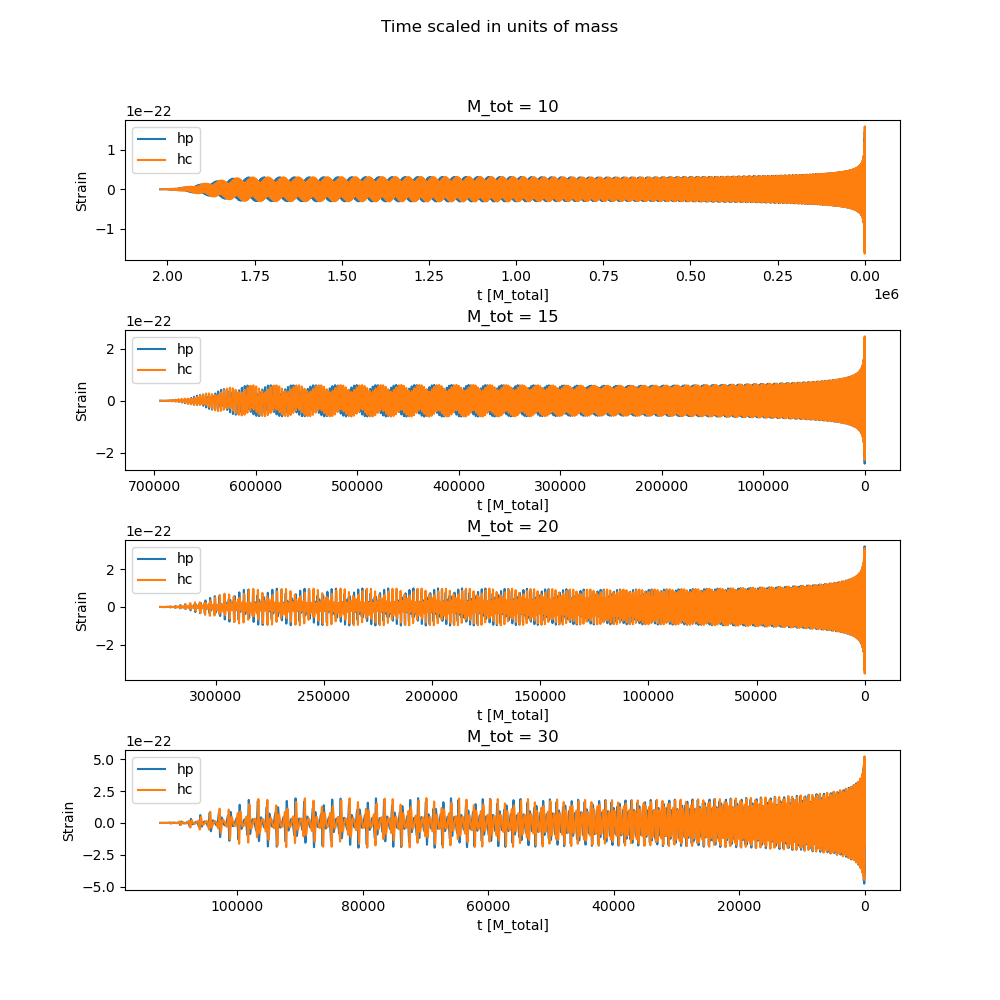 Time scaled in units of mass
M_tot = 10
1e−22
hp
hc
Strain
1
0
−1
2.00 1.75 1.50 1.25 1.00 0.75 0.50 0.25 0.00
1e6
t [M_total]
M_tot = 15
1e−22
hp
hc
Strain
2
0
−2
700000 600000 500000 400000 300000 200000 100000 0
t [M_total]
M_tot = 20
1e−22
hp
hc
Strain
2
0
−2
300000 250000 200000 150000 100000 50000 0
t [M_total]
M_tot = 30
1e−22
hp
hc
Strain
5.0
2.5
0.0
−2.5
−5.0
100000 80000 60000 40000 20000 0
t [M_total]